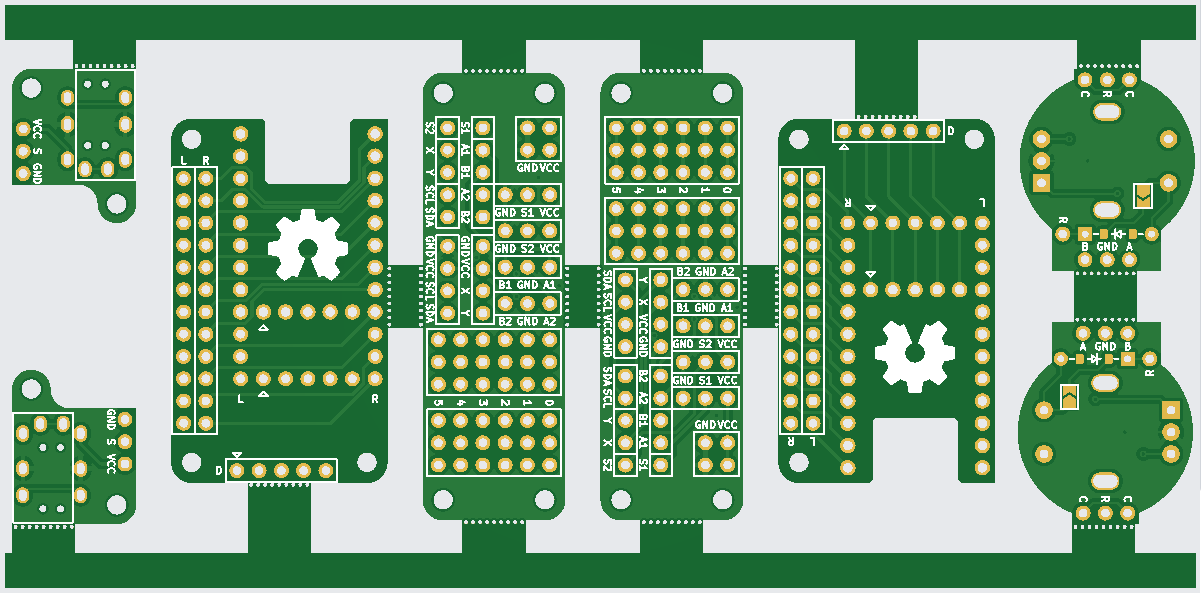 VCC S GND
L R
L
R
D
GND S VCC
S2
X
Y
SCL
SDA
S1
A1
B1
A2
B2
GND VCC
GND S1 VCC
GND S2 VCC
B1 GND A1
B2 GND A2
GND
VCC
SCL
SDA
GND
VCC
X
Y
5 4 3 2 1 0
5 4 3 2 1 0
SDA
SCL
VCC
GND
Y
X
VCC
GND
B2 GND A2
B1 GND A1
GND S2 VCC
GND S1 VCC
GND VCC
SDA
SCL
Y
X
S2
B2
A2
B1
A1
S1
D
R
L
R L
C R C
R
B GND A
A GND B
R
C R C